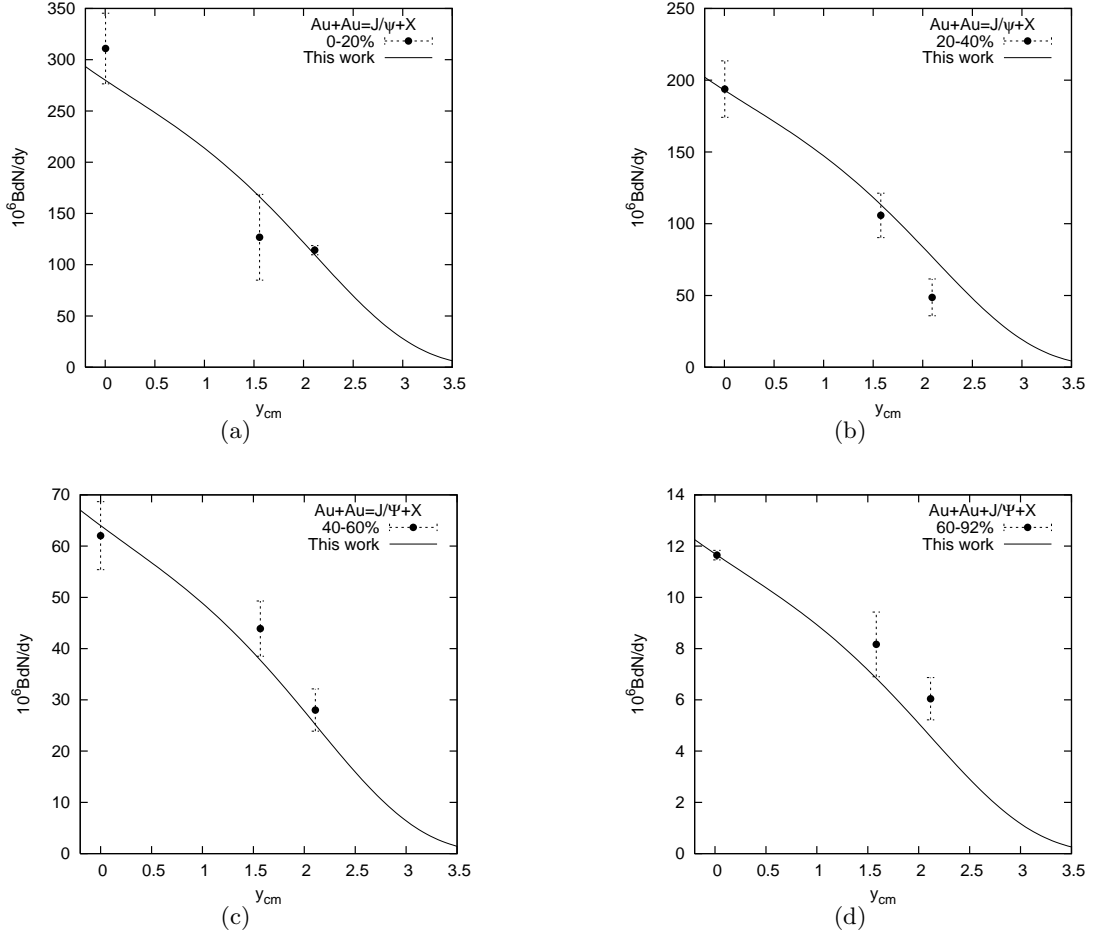 Au+Au=J/ψ+X
0-20%
This work
10^6BdN/dy
350
300
250
200
150
100
50
0
0 0.5 1 1.5 2 2.5 3 3.5
y_cm
(a)
Au+Au=J/ψ+X
20-40%
This work
10^6BdN/dy
250
200
150
100
50
0
0 0.5 1 1.5 2 2.5 3 3.5
y_cm
(b)
Au+Au=J/Ψ+X
40-60%
This work
10^6BdN/dy
70
60
50
40
30
20
10
0
0 0.5 1 1.5 2 2.5 3 3.5
y_cm
(c)
Au+Au+J/Ψ+X
60-92%
This work
10^6BdN/dy
14
12
10
8
6
4
2
0
0 0.5 1 1.5 2 2.5 3 3.5
y_cm
(d)